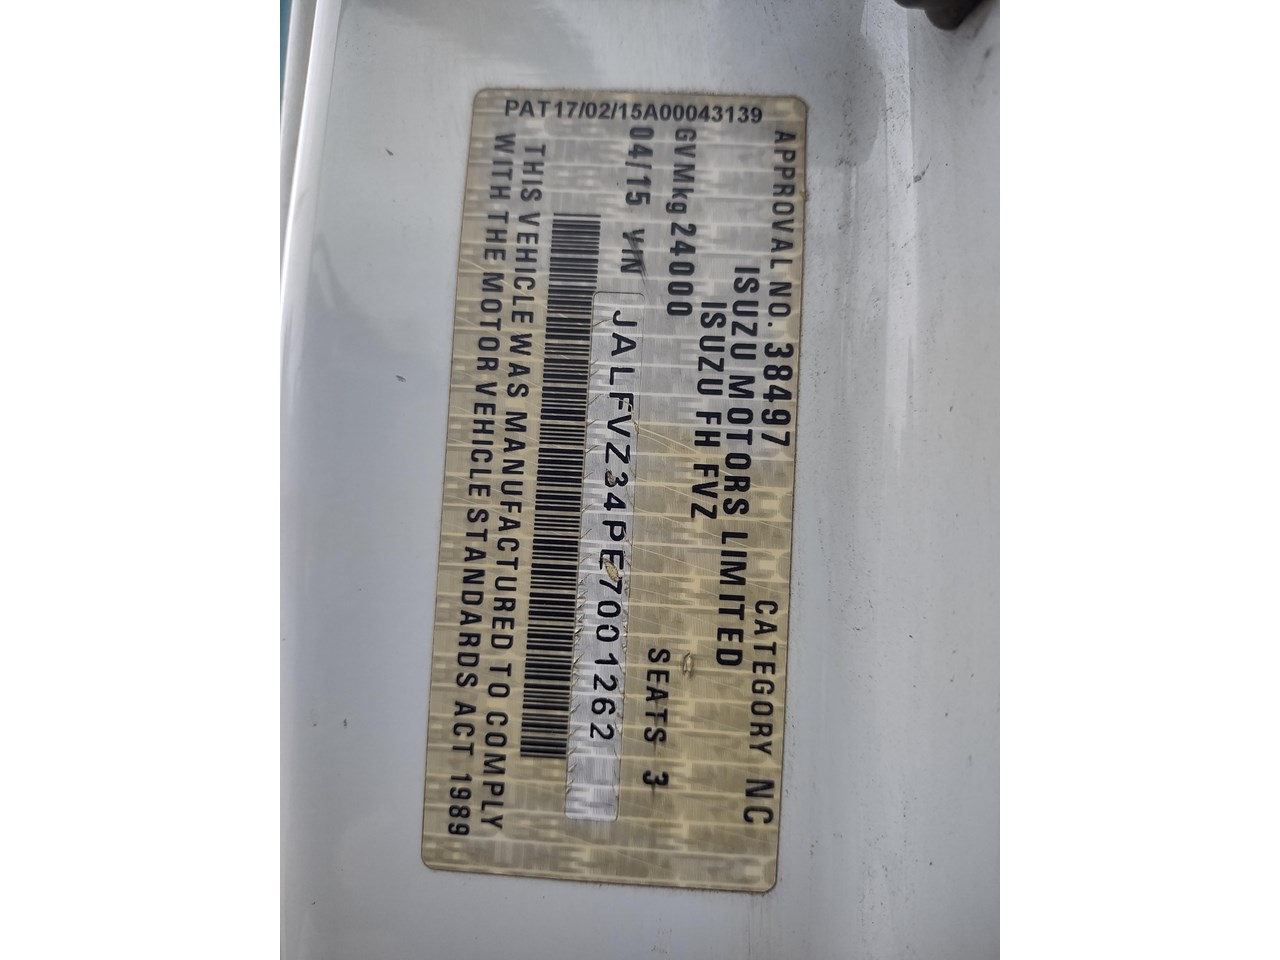 PAT17/02/15A00043139
APPROVAL NO. 38497 CATEGORY NC
ISUZU MOTORS LIMITED
ISUZU FH FVZ
GVMkg 24000 SEATS 3
04/15 VIN JALFVZ34PE7001262
THIS VEHICLE WAS MANUFACTURED TO COMPLY
WITH THE MOTOR VEHICLE STANDARDS ACT 1989